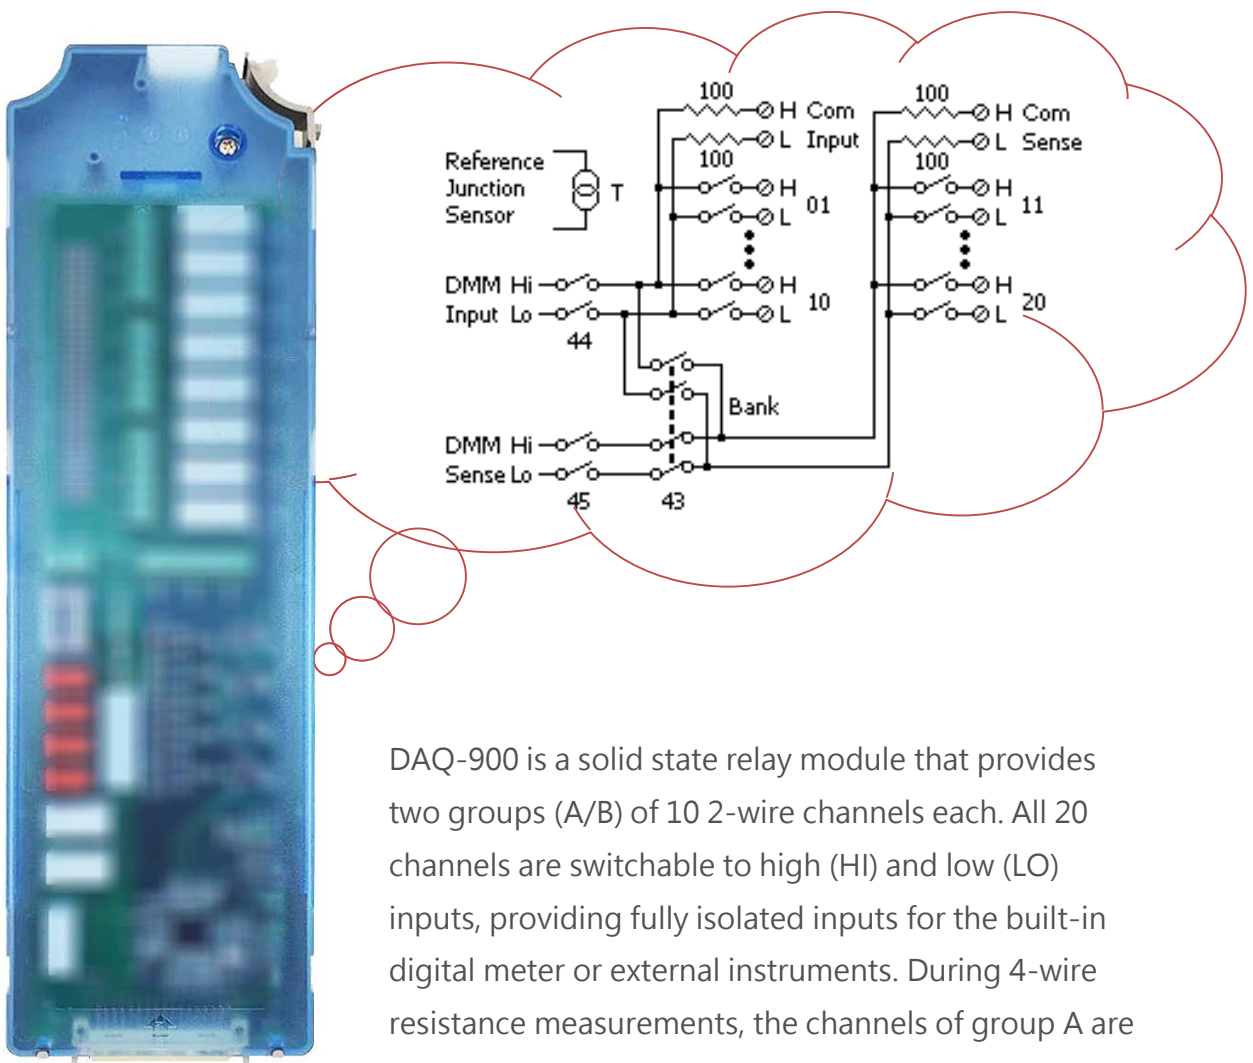 100
H Com
L Input
100
100
H Com
L Sense
100
Reference
Junction
Sensor
T
H
01
L
H
11
L
DMM Hi
H
10
Input Lo
L
44
H
20
L
Bank
DMM Hi
Sense Lo
45
43
DAQ-900 is a solid state relay module that provides
two groups (A/B) of 10 2-wire channels each. All 20
channels are switchable to high (HI) and low (LO)
inputs, providing fully isolated inputs for the built-in
digital meter or external instruments. During 4-wire
resistance measurements, the channels of group A are